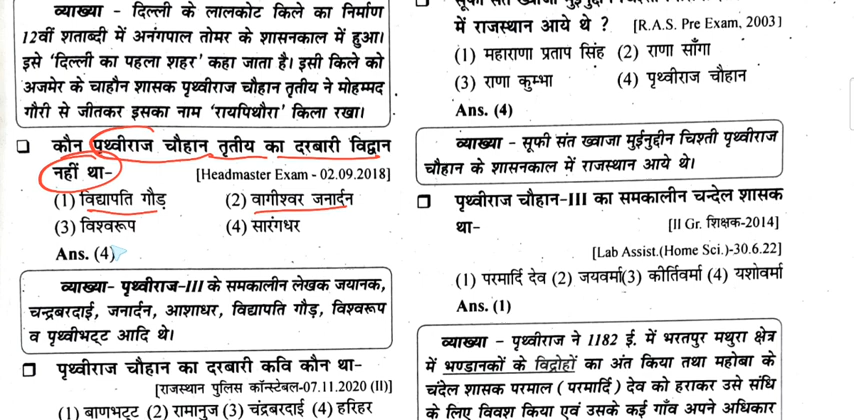 व्याख्या - दिल्ली के लालकोट किले का निर्माण
12वीं शताब्दी में अनंगपाल तोमर के शासनकाल में हुआ।
इसे 'दिल्ली का पहला शहर' कहा जाता है। इसी किले को
अजमेर के चाहौन शासक पृथ्वीराज चौहान तृतीय ने मोहम्मद
गौरी से जीतकर इसका नाम 'रायपिथौरा' किला रखा।
कौन पृथ्वीराज चौहान तृतीय का दरबारी विद्वान
नहीं था-
[Headmaster Exam - 02.09.2018]
(1) विद्यापति गौड़ (2) वागीश्वर जनार्दन
(3) विश्वरूप (4) सारंगधर
Ans. (4)
व्याख्या- पृथ्वीराज-III के समकालीन लेखक जयानक,
चन्द्रबरदाई, जनार्दन, आशाधर, विद्यापति गौड़, विश्वरूप
व पृथ्वीभट्ट आदि थे।
पृथ्वीराज चौहान का दरबारी कवि कौन था-
[राजस्थान पुलिस कॉन्स्टेबल-07.11.2020 (II)]
(1) बाणभट्ट (2) रामानुज (3) चंद्रबरदाई (4) हरिहर
में राजस्थान आये थे ? [R.A.S. Pre Exam, 2003]
(1) महाराणा प्रताप सिंह (2) राणा साँगा
(3) राणा कुम्भा (4) पृथ्वीराज चौहान
Ans. (4)
व्याख्या - सूफी संत ख्वाजा मुईनुद्दीन चिश्ती पृथ्वीराज
चौहान के शासनकाल में राजस्थान आये थे।
पृथ्वीराज चौहान-III का समकालीन चन्देल शासक
था- [II Gr. शिक्षक-2014]
[Lab Assist.(Home Sci.)-30.6.22]
(1) परमार्दि देव (2) जयवर्मा(3) कीर्तिवर्मा (4) यशोवर्मा
Ans. (1)
व्याख्या - पृथ्वीराज ने 1182 ई. में भरतपुर मथुरा क्षेत्र
में भण्डानकों के विद्रोहों का अंत किया तथा महोबा के
चंदेल शासक परमाल (परमार्दि) देव को हराकर उसे संधि
के लिए विवश किया एवं उसके कई गाँव अपने अधिकार